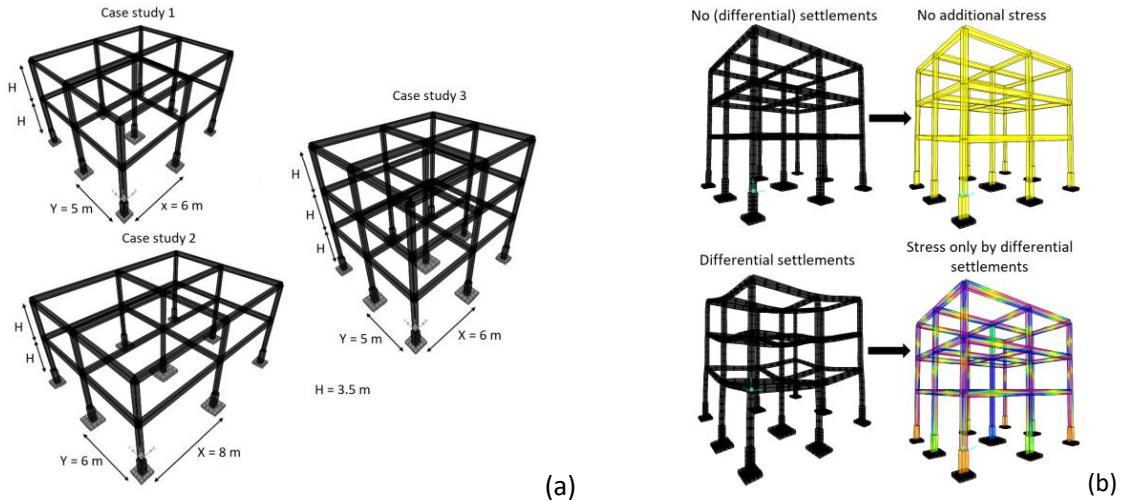 Case study 1
H
H
Y = 5 m
x = 6 m
Case study 2
H
H
Y = 6 m
X = 8 m
Case study 3
H
H
H
Y = 5 m
X = 6 m
H = 3.5 m
(a)
No (differential) settlements
No additional stress
Differential settlements
Stress only by differential
settlements
(b)